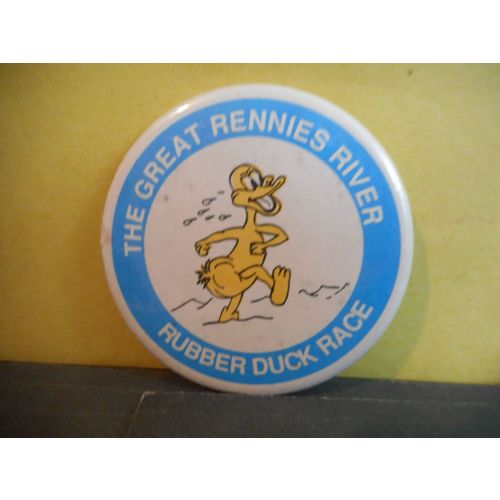 THE GREAT RENNIES RIVER
RUBBER DUCK RACE